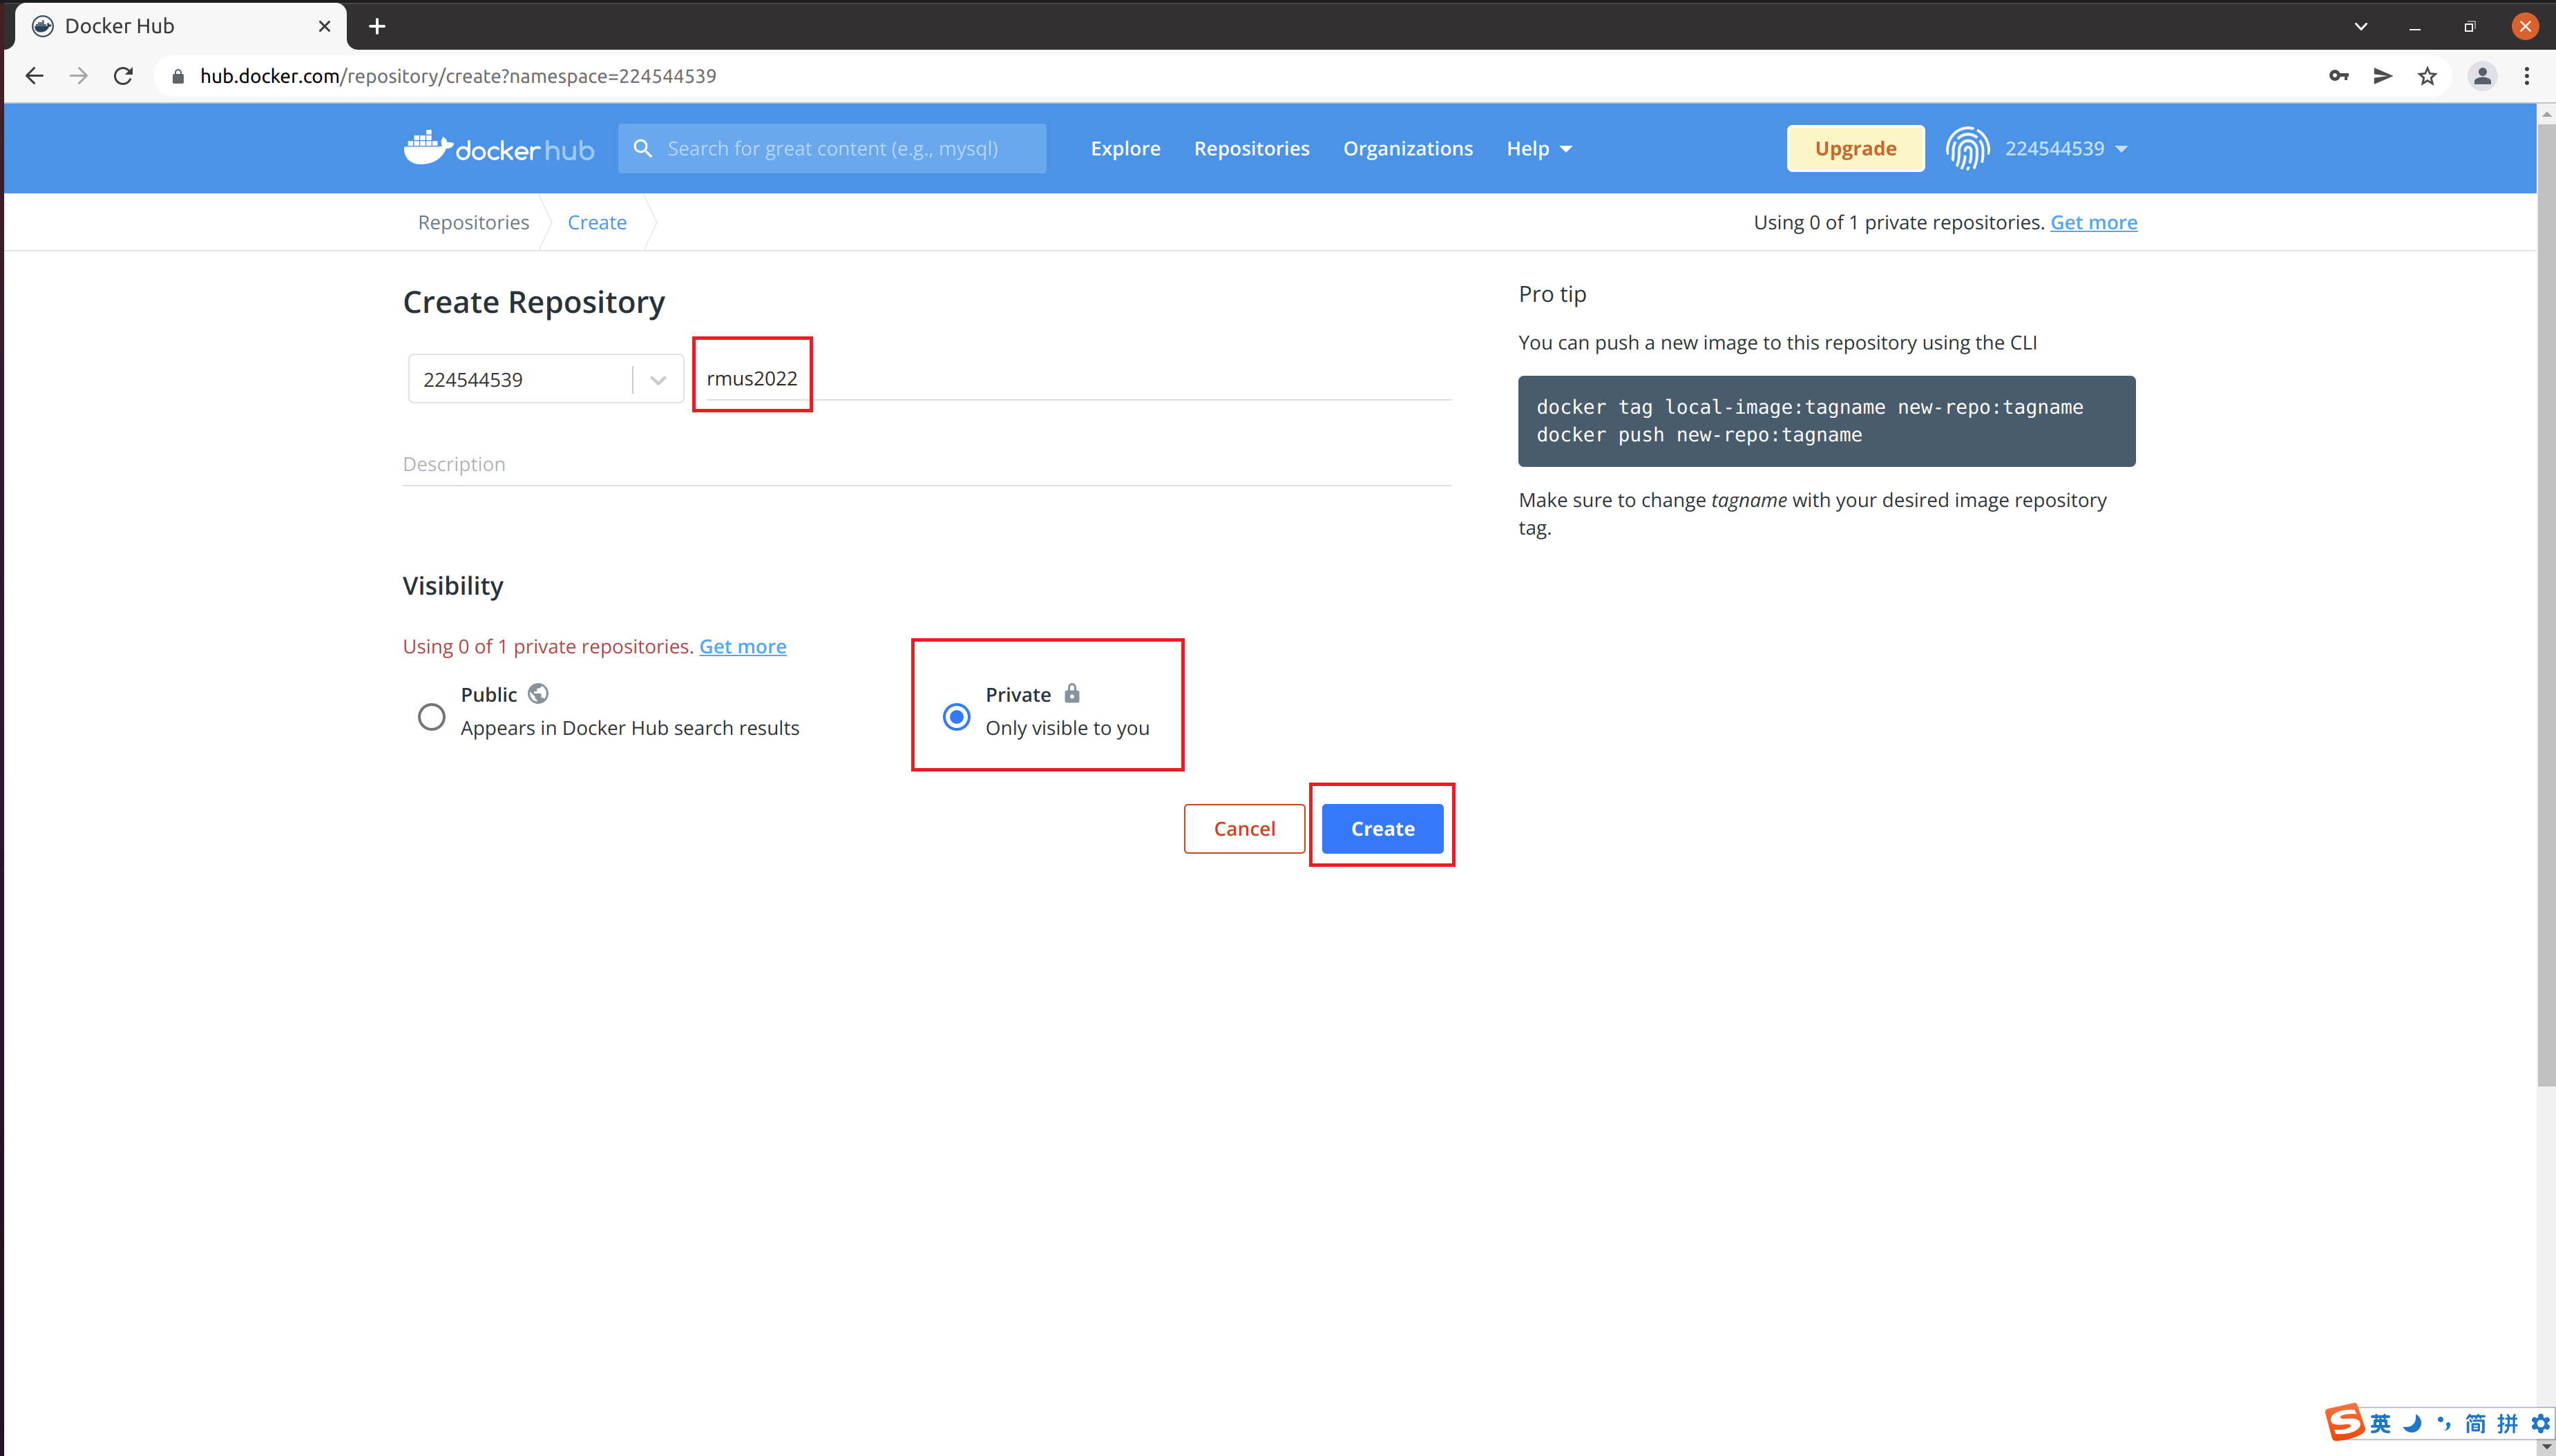 Docker Hub
hub.docker.com/repository/create?namespace=224544539
docker hub
Search for great content (e.g., mysql)
Explore
Repositories
Organizations
Help
Upgrade
224544539
Repositories
Create
Using 0 of 1 private repositories. Get more
Create Repository
224544539
rmus2022
Description
Visibility
Using 0 of 1 private repositories. Get more
Public
Appears in Docker Hub search results
Private
Only visible to you
Cancel
Create
Pro tip
You can push a new image to this repository using the CLI
docker tag local-image:tagname new-repo:tagname
docker push new-repo:tagname
Make sure to change tagname with your desired image repository
tag.
S 英 简 拼